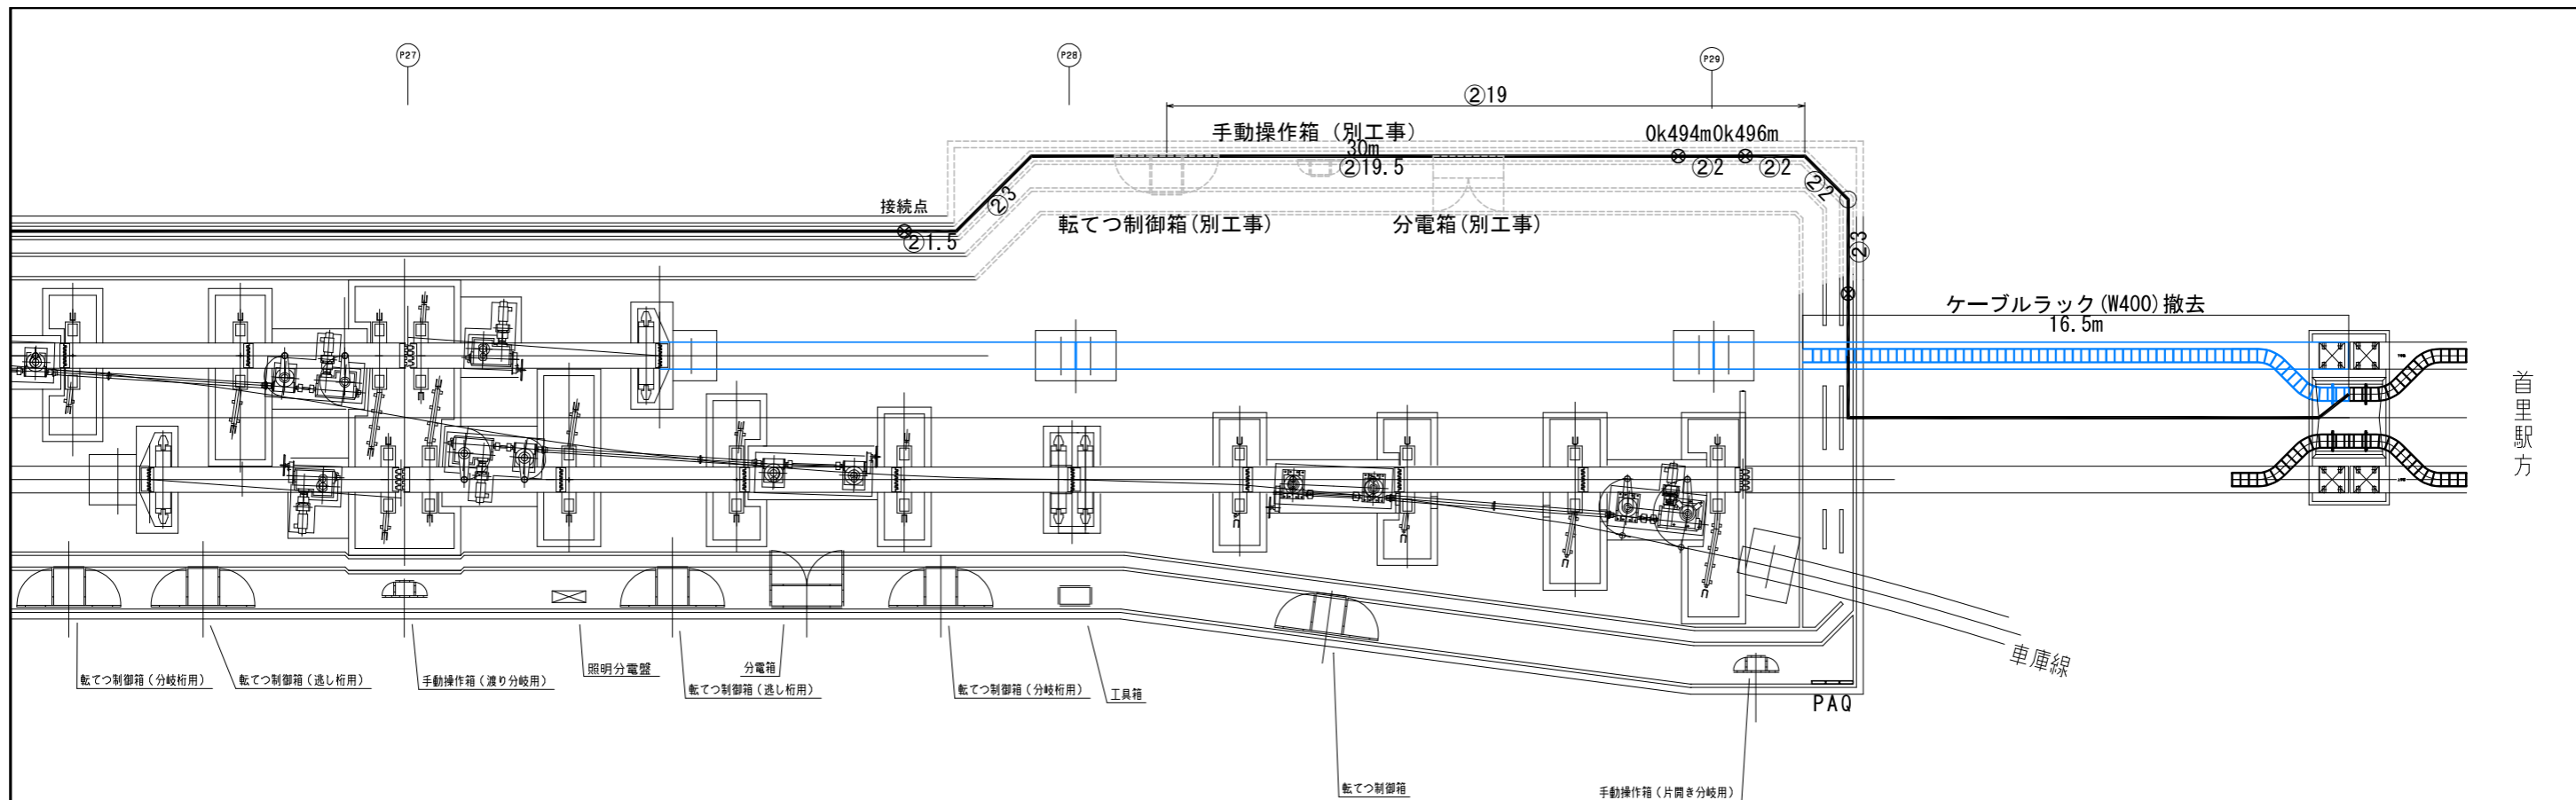 P27
P28
P29
②19
手動操作箱（別工事）
0k494m0k496m
30m
②19.5
②2
②2
②2
②3
接続点
②1.5
転てつ制御箱(別工事)
分電箱(別工事)
②3
ケーブルラック(W400)撤去
16.5m
首里駅方
車庫線
転てつ制御箱（分岐桁用）
転てつ制御箱（逃し桁用）
手動操作箱（渡り分岐用）
照明分電盤
転てつ制御箱（逃し桁用）
分電箱
転てつ制御箱（分岐桁用）
工具箱
PAQ
転てつ制御箱
手動操作箱（片開き分岐用）